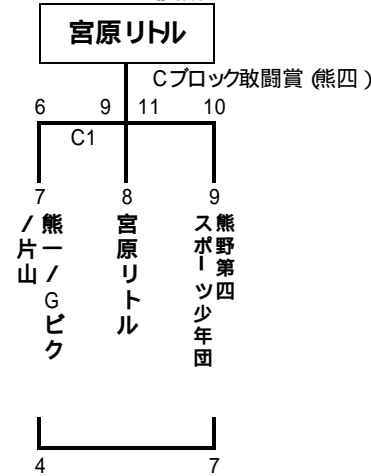 宮原リトル
Cブロック敢闘賞(熊四)
6 9 11 10
C1
7 8 9
熊一/Gビク
/片山
宮原リトル
熊野第四
スポーツ少年団
4 7